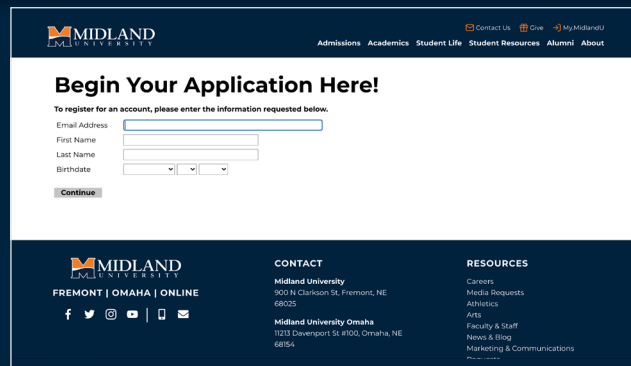 MIDLAND
UNIVERSITY
Contact Us Give My.MidlandU
Admissions Academics Student Life Student Resources Alumni About
Begin Your Application Here!
To register for an account, please enter the information requested below.
Email Address
First Name
Last Name
Birthdate
Continue
MIDLAND
UNIVERSITY
FREMONT | OMAHA | ONLINE
CONTACT
Midland University
900 N Clarkson St, Fremont, NE
68025
Midland University Omaha
11213 Davenport St #100, Omaha, NE
68154
RESOURCES
Careers
Media Requests
Athletics
Arts
Faculty & Staff
News & Blog
Marketing & Communications